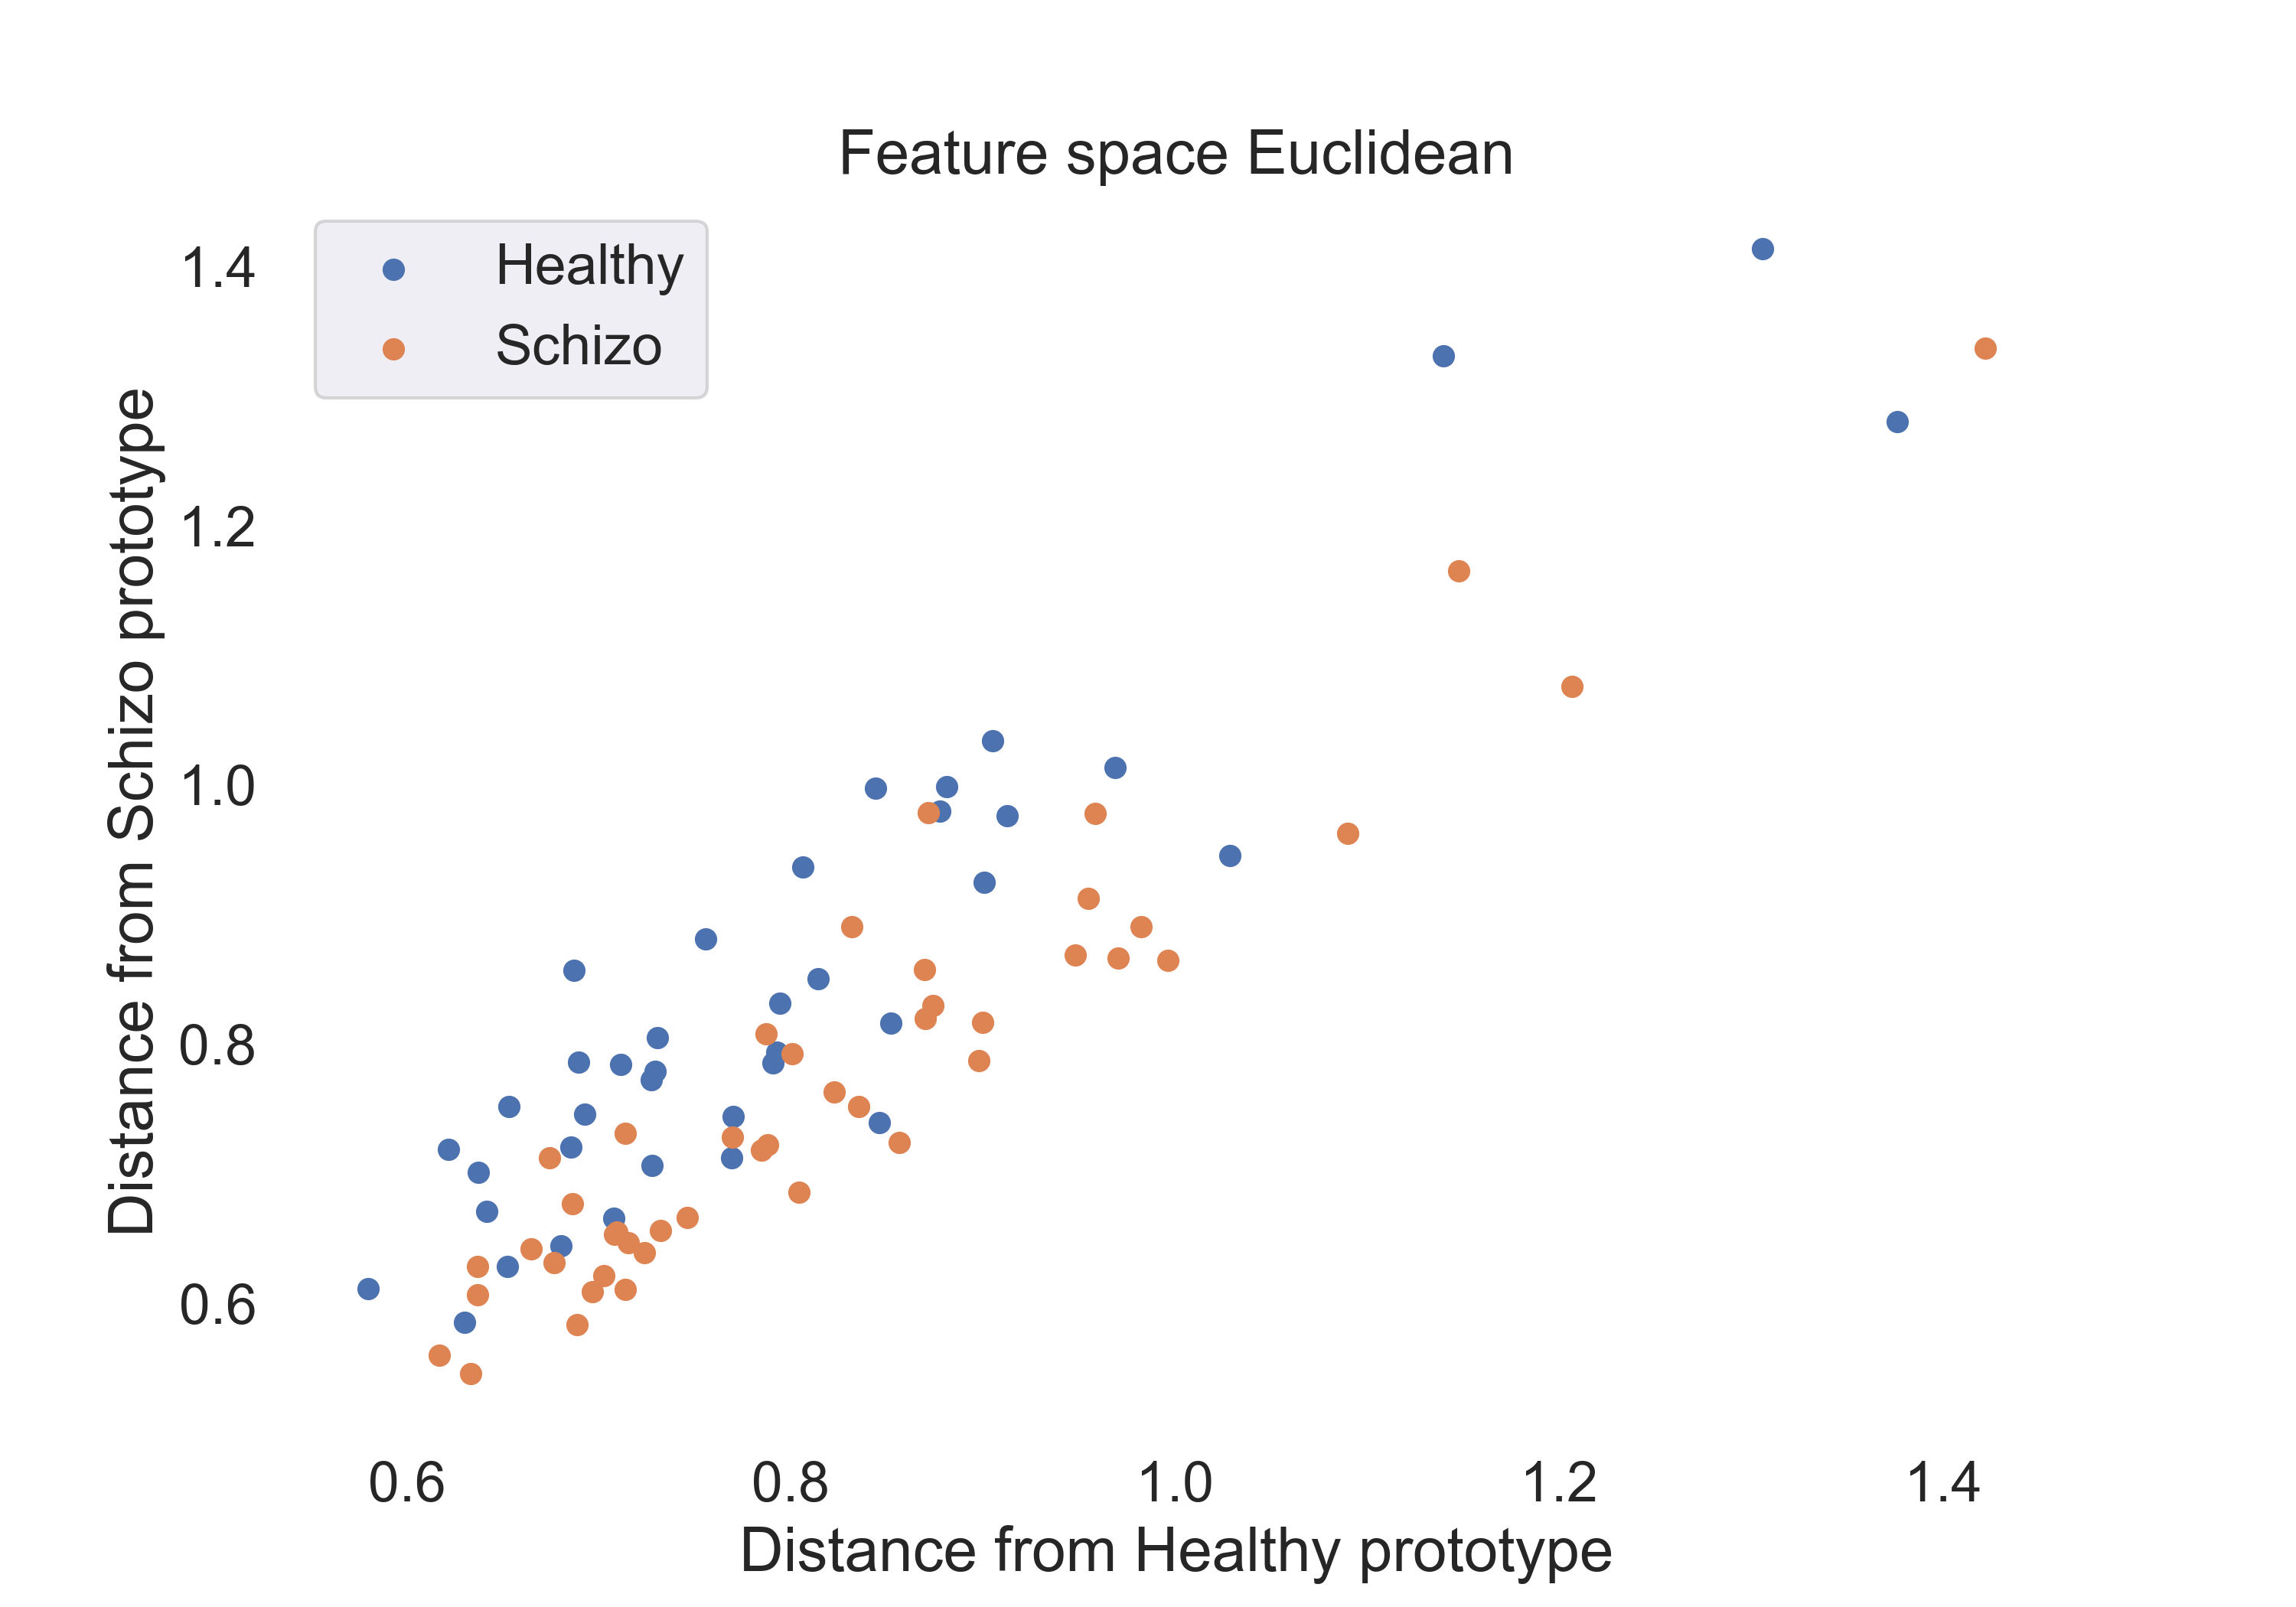 Feature space Euclidean
Healthy
Schizo
Distance from Schizo prototype
1.4
1.2
1.0
0.8
0.6
0.6 0.8 1.0 1.2 1.4
Distance from Healthy prototype